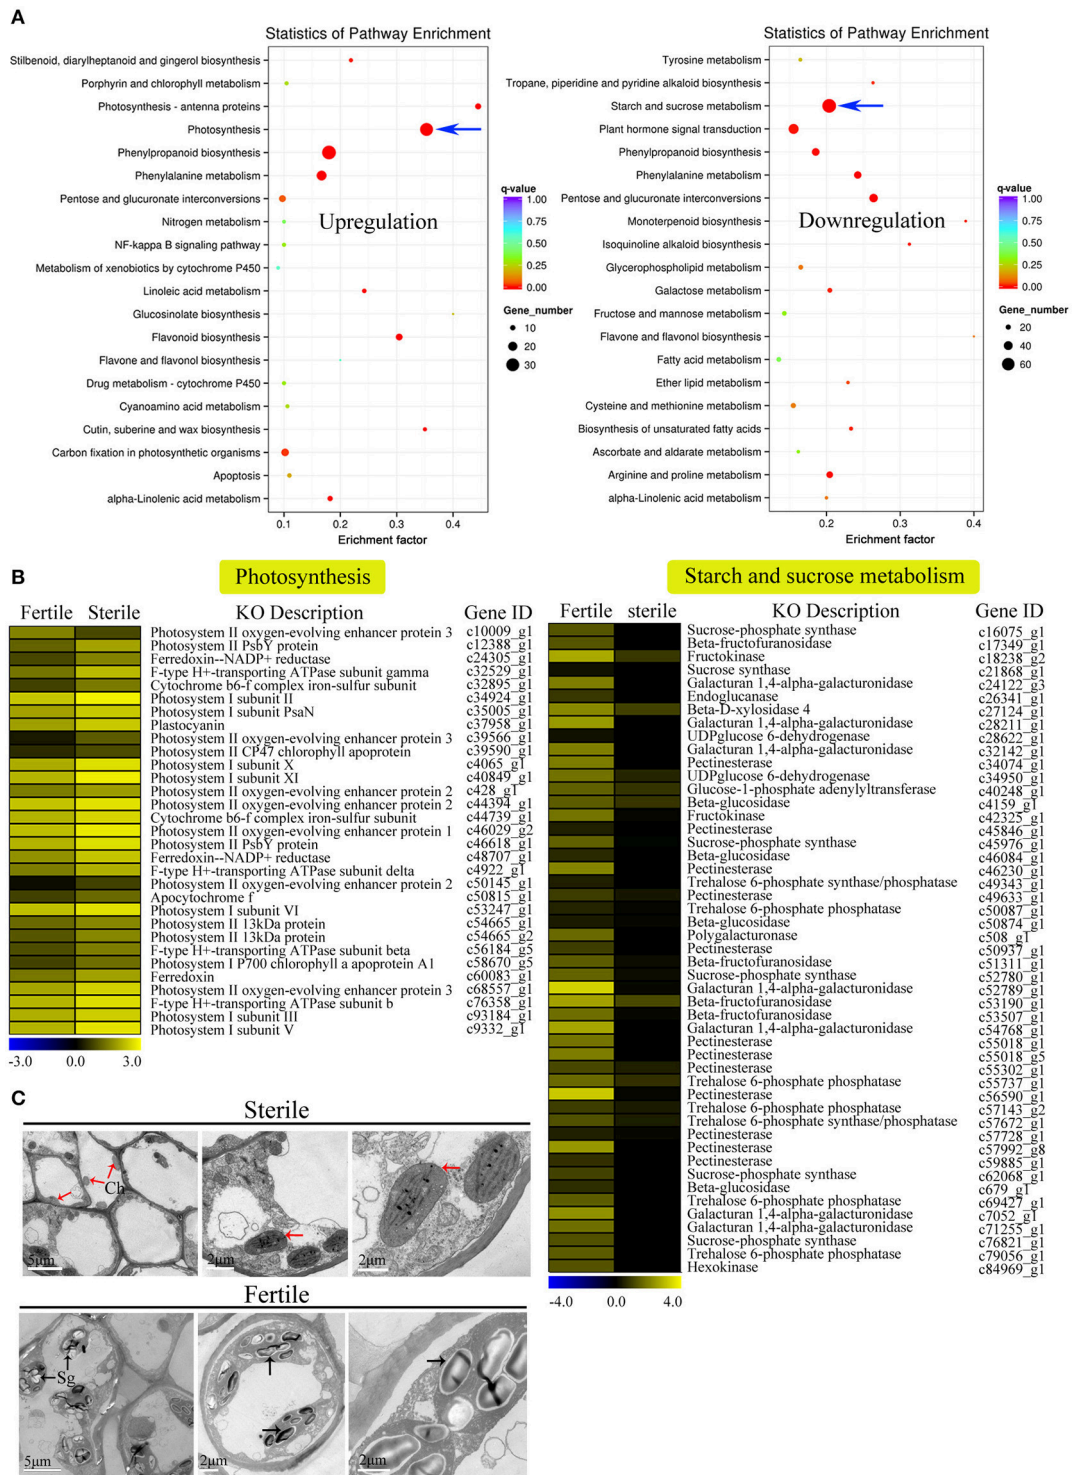 A
Statistics of Pathway Enrichment
Stilbenoid, diarylheptanoid and gingerol biosynthesis
Porphyrin and chlorophyll metabolism
Photosynthesis - antenna proteins
Photosynthesis
Phenylpropanoid biosynthesis
Phenylalanine metabolism
Pentose and glucuronate interconversions
Nitrogen metabolism
NF-kappa B signaling pathway
Metabolism of xenobiotics by cytochrome P450
Linoleic acid metabolism
Glucosinolate biosynthesis
Flavonoid biosynthesis
Flavone and flavonol biosynthesis
Drug metabolism - cytochrome P450
Cyanoamino acid metabolism
Cutin, suberine and wax biosynthesis
Carbon fixation in photosynthetic organisms
Apoptosis
alpha-Linolenic acid metabolism
Upregulation
0.1 0.2 0.3 0.4
Erichment factor
q-value
1.00
0.75
0.50
0.25
0.00
Gene_number
10
20
30
Statistics of Pathway Enrichment
Tyrosine metabolism
Tropane, piperidine and pyridine alkaloid biosynthesis
Starch and sucrose metabolism
Plant hormone signal transduction
Phenylpropanoid biosynthesis
Phenylalanine metabolism
Pentose and glucuronate interconversions
Monoterpenoid biosynthesis
Isoquinoline alkaloid biosynthesis
Glycerophospholipid metabolism
Galactose metabolism
Fructose and mannose metabolism
Flavone and flavonol biosynthesis
Fatty acid metabolism
Ether lipid metabolism
Cysteine and methionine metabolism
Biosynthesis of unsaturated fatty acids
Ascorbate and aldarate metabolism
Arginine and proline metabolism
alpha-Linolenic acid metabolism
Downregulation
0.2 0.3 0.4
Erichment factor
q-value
1.00
0.75
0.50
0.25
0.00
Gene_number
20
40
60
B
Photosynthesis
Fertile Sterile KO Description Gene ID
Photosystem II oxygen-evolving enhancer protein 3 c10009_g1
Photosystem II PsbY protein c12388_g1
Ferredoxin--NADP+ reductase c24305_g1
F-type H+-transporting ATPase subunit gamma c32529_g1
Cytochrome b6-f complex iron-sulfur subunit c32895_g1
Photosystem I subunit II c34924_g1
Photosystem I subunit PsaN c35005_g1
Plastocyanin c37958_g1
Photosystem II oxygen-evolving enhancer protein 3 c39566_g1
Photosystem II CP47 chlorophyll apoprotein c39590_g1
Photosystem I subunit X c4065_g1
Photosystem I subunit XI c40849_g1
Photosystem II oxygen-evolving enhancer protein 2 c428_g1
Photosystem II oxygen-evolving enhancer protein 2 c44394_g1
Cytochrome b6-f complex iron-sulfur subunit c44739_g1
Photosystem II oxygen-evolving enhancer protein 1 c46029_g2
Photosystem II PsbY protein c46618_g1
Ferredoxin--NADP+ reductase c48707_g1
F-type H+-transporting ATPase subunit delta c4922_g1
Photosystem II oxygen-evolving enhancer protein 2 c50145_g1
Apocytochrome f c50815_g1
Photosystem I subunit VI c53247_g1
Photosystem II 13kDa protein c54665_g1
Photosystem II 13kDa protein c54665_g2
F-type H+-transporting ATPase subunit beta c56184_g5
Photosystem I P700 chlorophyll a apoprotein A1 c58670_g5
Ferredoxin c60083_g1
Photosystem II oxygen-evolving enhancer protein 3 c68557_g1
F-type H+-transporting ATPase subunit b c76358_g1
Photosystem I subunit III c93184_g1
Photosystem I subunit V c9332_g1
-3.0 0.0 3.0
Starch and sucrose metabolism
Fertile sterile KO Description Gene ID
Sucrose-phosphate synthase c16075_g1
Beta-fructofuranosidase c17349_g1
Fructokinase c18238_g2
Sucrose synthase c21868_g1
Galacturan 1,4-alpha-galacturonidase c24122_g3
Endoglucanase c26341_g1
Beta-D-xylosidase 4 c27124_g1
Galacturan 1,4-alpha-galacturonidase c28211_g1
UDPglucose 6-dehydrogenase c28622_g1
Galacturan 1,4-alpha-galacturonidase c32142_g1
Pectinesterase c34074_g1
UDPglucose 6-dehydrogenase c34950_g1
Glucose-1-phosphate adenylyltransferase c40248_g1
Beta-glucosidase c4159_g1
Fructokinase c42325_g1
Pectinesterase c45846_g1
Sucrose-phosphate synthase c45976_g1
Beta-glucosidase c46084_g1
Pectinesterase c46230_g1
Trehalose 6-phosphate synthase/phosphatase c49343_g1
Pectinesterase c49633_g1
Trehalose 6-phosphate phosphatase c50087_g1
Beta-glucosidase c50874_g1
Polygalacturonase c508_g1
Pectinesterase c50937_g1
Beta-fructofuranosidase c51311_g1
Sucrose-phosphate synthase c52780_g1
Galacturan 1,4-alpha-galacturonidase c52789_g1
Beta-fructofuranosidase c53190_g1
Beta-fructofuranosidase c53507_g1
Galacturan 1,4-alpha-galacturonidase c54768_g1
Pectinesterase c55018_g1
Pectinesterase c55018_g5
Pectinesterase c55302_g1
Trehalose 6-phosphate phosphatase c55737_g1
Pectinesterase c56590_g1
Trehalose 6-phosphate phosphatase c57143_g2
Trehalose 6-phosphate synthase/phosphatase c57672_g1
Pectinesterase c57728_g1
Pectinesterase c57992_g8
Pectinesterase c59885_g1
Sucrose-phosphate synthase c62068_g1
Beta-glucosidase c679_g1
Trehalose 6-phosphate phosphatase c69427_g1
Galacturan 1,4-alpha-galacturonidase c7052_g1
Galacturan 1,4-alpha-galacturonidase c71255_g1
Sucrose-phosphate synthase c76821_g1
Trehalose 6-phosphate phosphatase c79056_g1
Hexokinase c84969_g1
-4.0 0.0 4.0
C
Sterile
Ch
5μm 2μm 2μm
Fertile
Sg
5μm 2μm 2μm